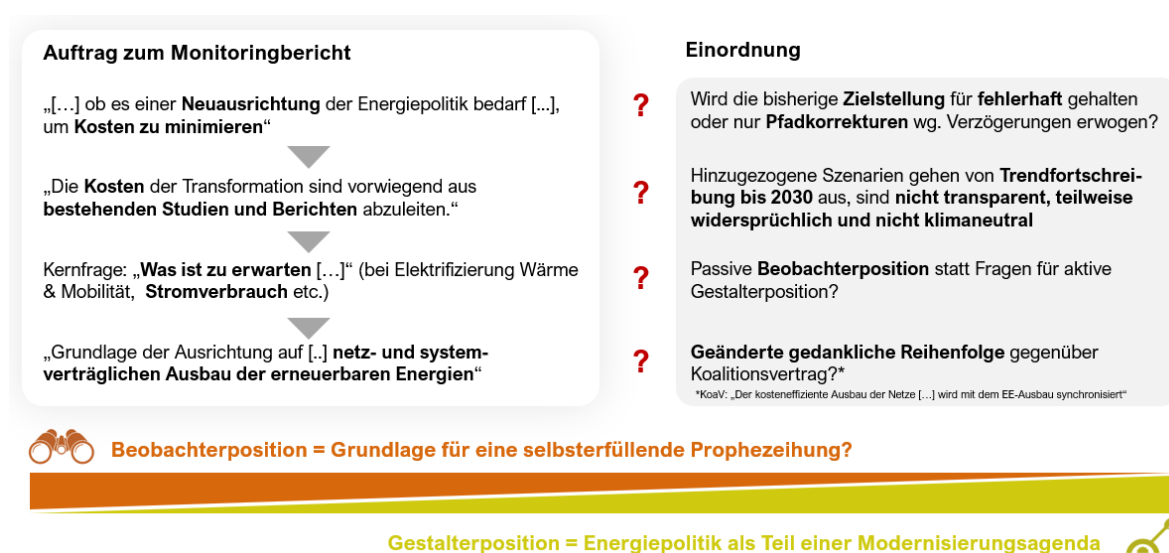 Auftrag zum Monitoringbericht
„[…] ob es einer Neuausrichtung der Energiepolitik bedarf [...],
um Kosten zu minimieren“
„Die Kosten der Transformation sind vorwiegend aus
bestehenden Studien und Berichten abzuleiten.“
Kernfrage: „Was ist zu erwarten […]“ (bei Elektrifizierung Wärme
& Mobilität, Stromverbrauch etc.)
„Grundlage der Ausrichtung auf [..] netz- und system-
verträglichen Ausbau der erneuerbaren Energien“
Einordnung
?
Wird die bisherige Zielstellung für fehlerhaft gehalten
oder nur Pfadkorrekturen wg. Verzögerungen erwogen?
?
Hinzugezogene Szenarien gehen von Trendfortschrei-
bung bis 2030 aus, sind nicht transparent, teilweise
widersprüchlich und nicht klimaneutral
?
Passive Beobachterposition statt Fragen für aktive
Gestalterposition?
?
Geänderte gedankliche Reihenfolge gegenüber
Koalitionsvertrag?*
*KoaV: „Der kosteneffiziente Ausbau der Netze […] wird mit dem EE-Ausbau synchronisiert“
Beobachterposition = Grundlage für eine selbsterfüllende Prophezeihung?
Gestalterposition = Energiepolitik als Teil einer Modernisierungsagenda